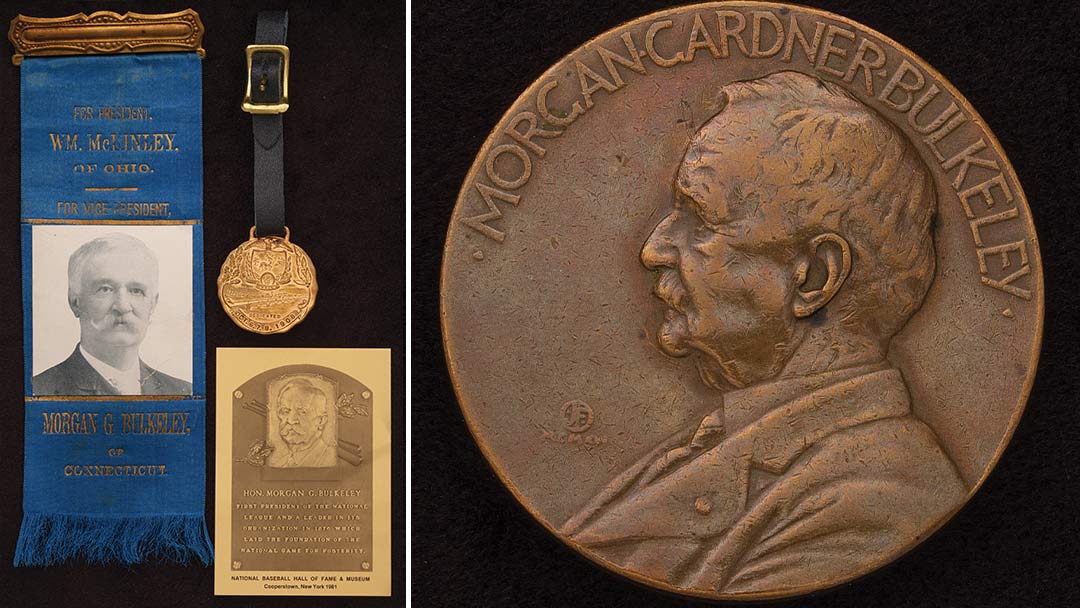 FOR PRESIDENT,
WM. McKINLEY,
OF OHIO.
FOR VICE-PRESIDENT,
MORGAN G. BULKELEY,
OF
CONNECTICUT.
DEDICATED
1908
HON. MORGAN G. BULKELEY
FIRST PRESIDENT OF THE NATIONAL
LEAGUE AND A LEADER IN ITS
ORGANIZATION IN 1876 WHICH
LAID THE FOUNDATION OF THE
NATIONAL GAME FOR POSTERITY.
NATIONAL BASEBALL HALL OF FAME & MUSEUM
Cooperstown, New York 1981
·MORGAN·GARDNER·BULKELEY·